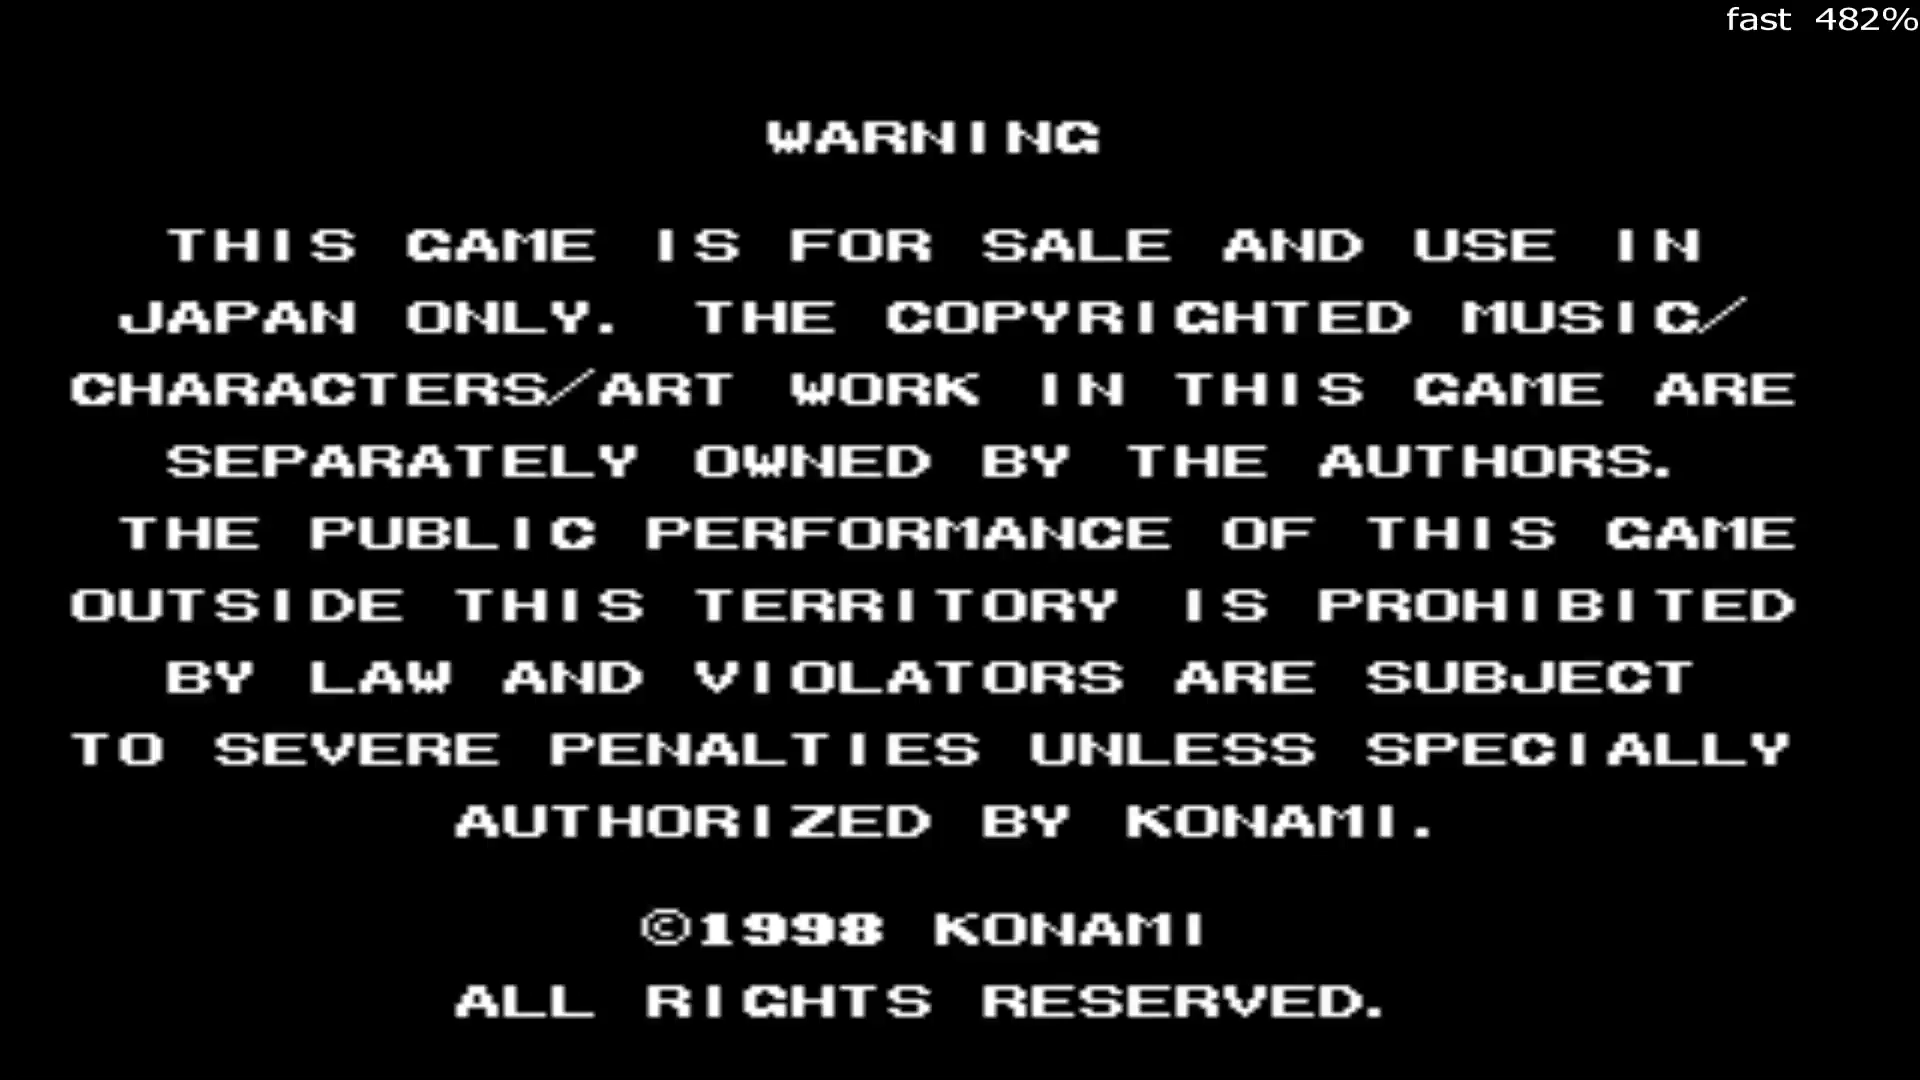 fast 482%
WARNING
THIS GAME IS FOR SALE AND USE IN
JAPAN ONLY. THE COPYRIGHTED MUSIC/
CHARACTERS/ART WORK IN THIS GAME ARE
SEPARATELY OWNED BY THE AUTHORS.
THE PUBLIC PERFORMANCE OF THIS GAME
OUTSIDE THIS TERRITORY IS PROHIBITED
BY LAW AND VIOLATORS ARE SUBJECT
TO SEVERE PENALTIES UNLESS SPECIALLY
AUTHORIZED BY KONAMI.
©1998 KONAMI
ALL RIGHTS RESERVED.